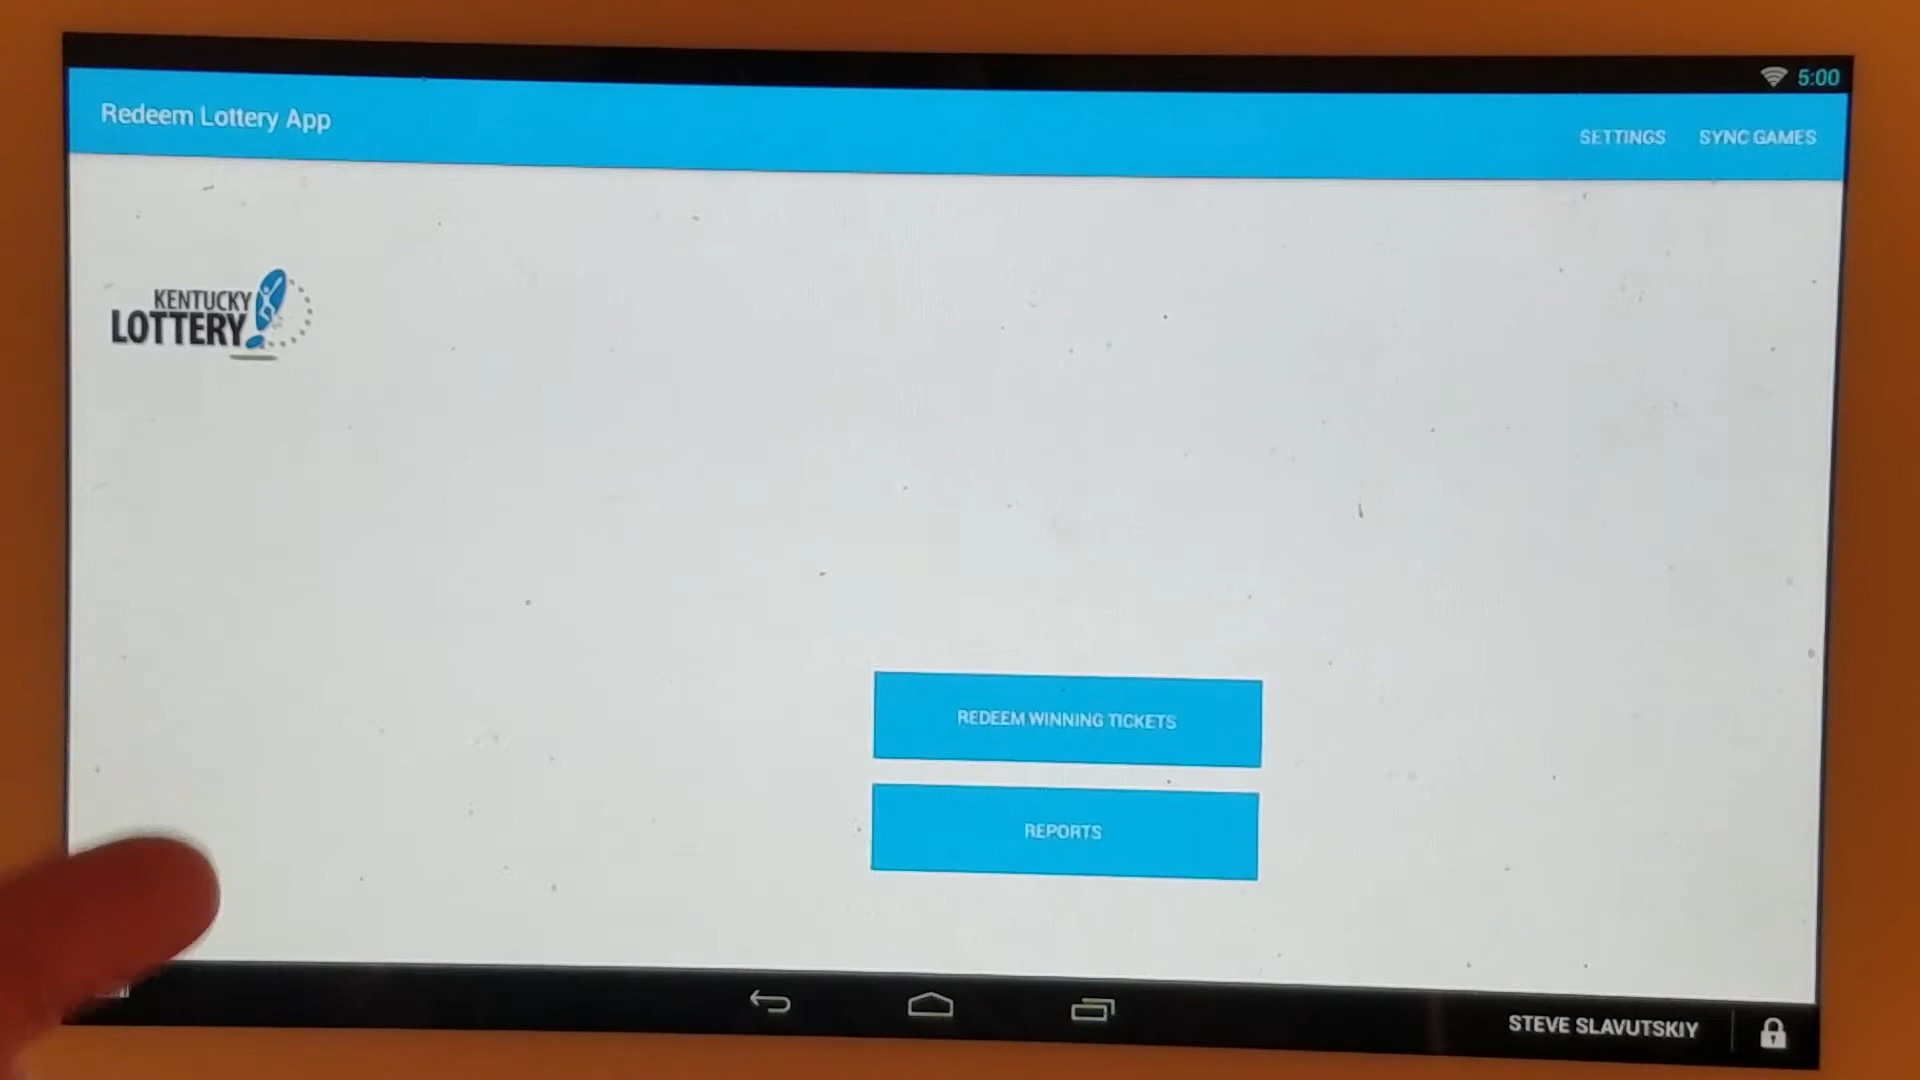 5:00
Redeem Lottery App
SETTINGS
SYNC GAMES
KENTUCKY
LOTTERY
REDEEM WINNING TICKETS
REPORTS
STEVE SLAVUTSKIY